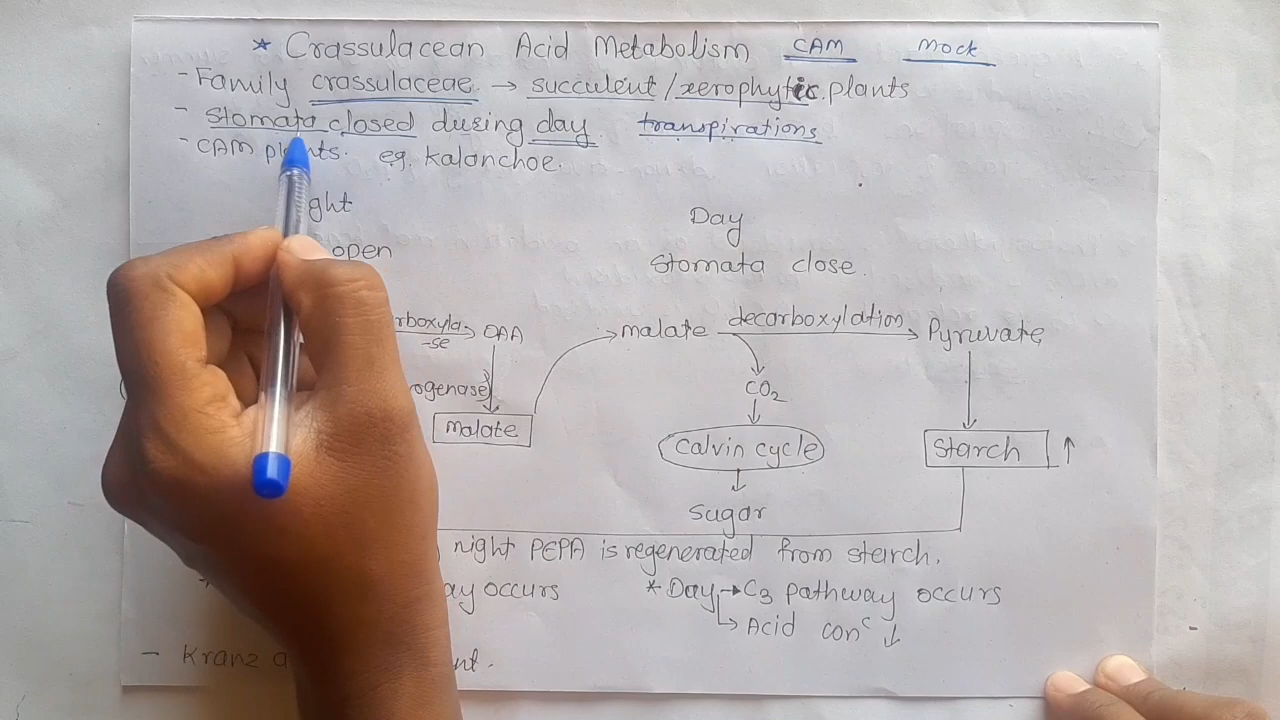 * Crassulacean Acid Metabolism CAM Mock
- Family crassulaceae → succulent/xerophytic plants
- Stomata closed during day. transpirations
- CAM plants. eg. Kalanchoe.
ght Day
open Stomata close.
rboxyla → OAA → malate decarboxylation → Pyruvate
-se
ogenase) CO2
malate Calvin cycle Starch ↑
Sugar
night PEPA is regenerated from starch.
ay occurs * Day → C3 pathway occurs
→ Acid conc ↓
- Kranz a nt.